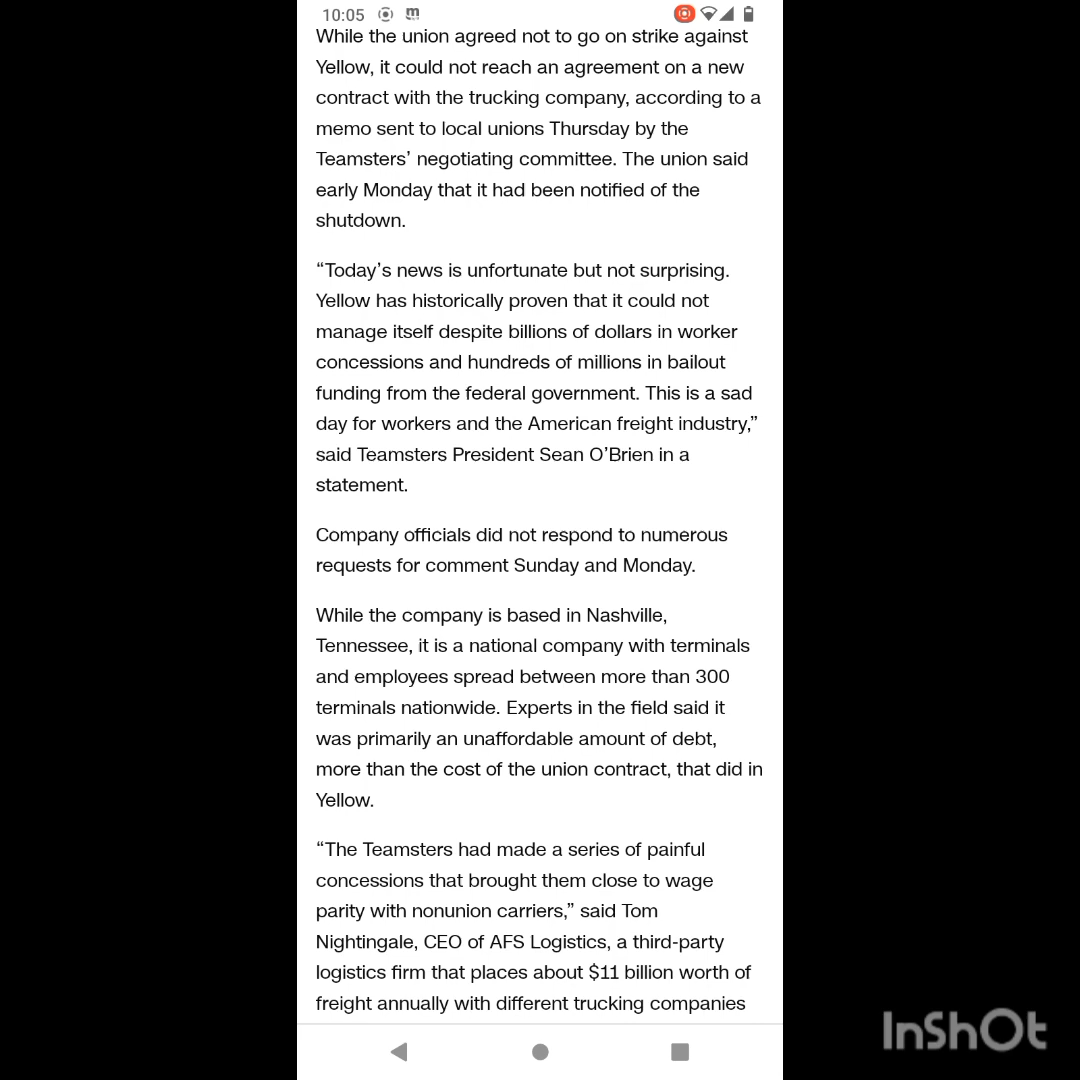 10:05
While the union agreed not to go on strike against
Yellow, it could not reach an agreement on a new
contract with the trucking company, according to a
memo sent to local unions Thursday by the
Teamsters’ negotiating committee. The union said
early Monday that it had been notified of the
shutdown.
“Today’s news is unfortunate but not surprising.
Yellow has historically proven that it could not
manage itself despite billions of dollars in worker
concessions and hundreds of millions in bailout
funding from the federal government. This is a sad
day for workers and the American freight industry,”
said Teamsters President Sean O’Brien in a
statement.
Company officials did not respond to numerous
requests for comment Sunday and Monday.
While the company is based in Nashville,
Tennessee, it is a national company with terminals
and employees spread between more than 300
terminals nationwide. Experts in the field said it
was primarily an unaffordable amount of debt,
more than the cost of the union contract, that did in
Yellow.
“The Teamsters had made a series of painful
concessions that brought them close to wage
parity with nonunion carriers,” said Tom
Nightingale, CEO of AFS Logistics, a third-party
logistics firm that places about $11 billion worth of
freight annually with different trucking companies
InShOt